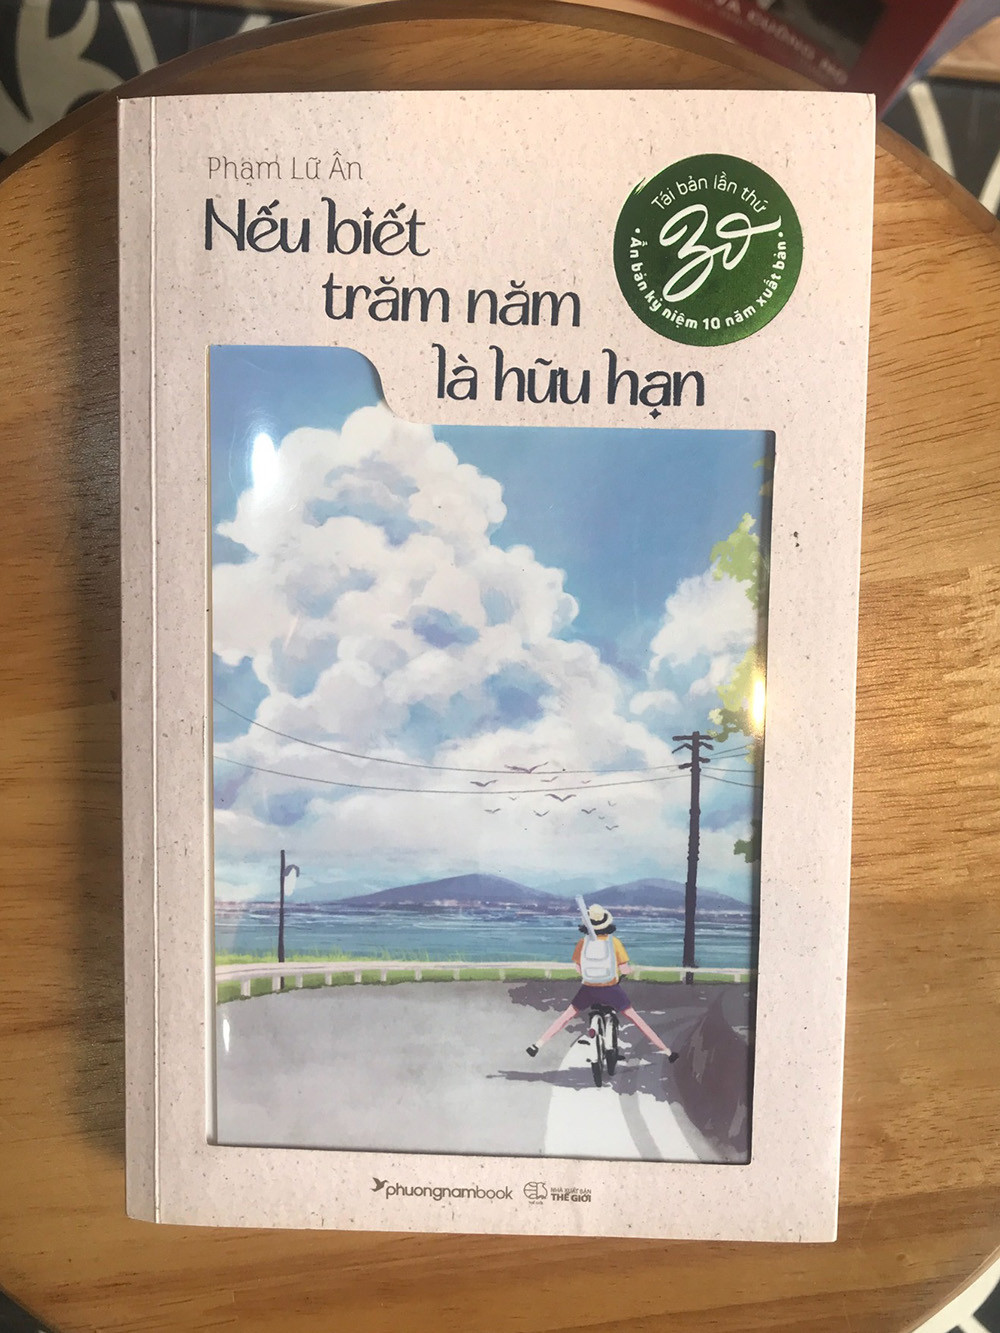 Phạm Lữ Ân
Nếu biết
trăm năm
là hữu hạn
Tái bản lần thứ
30
• Ấn bản kỷ niệm 10 năm xuất bản •
phuongnambook
NHÀ XUẤT BẢN
THẾ GIỚI